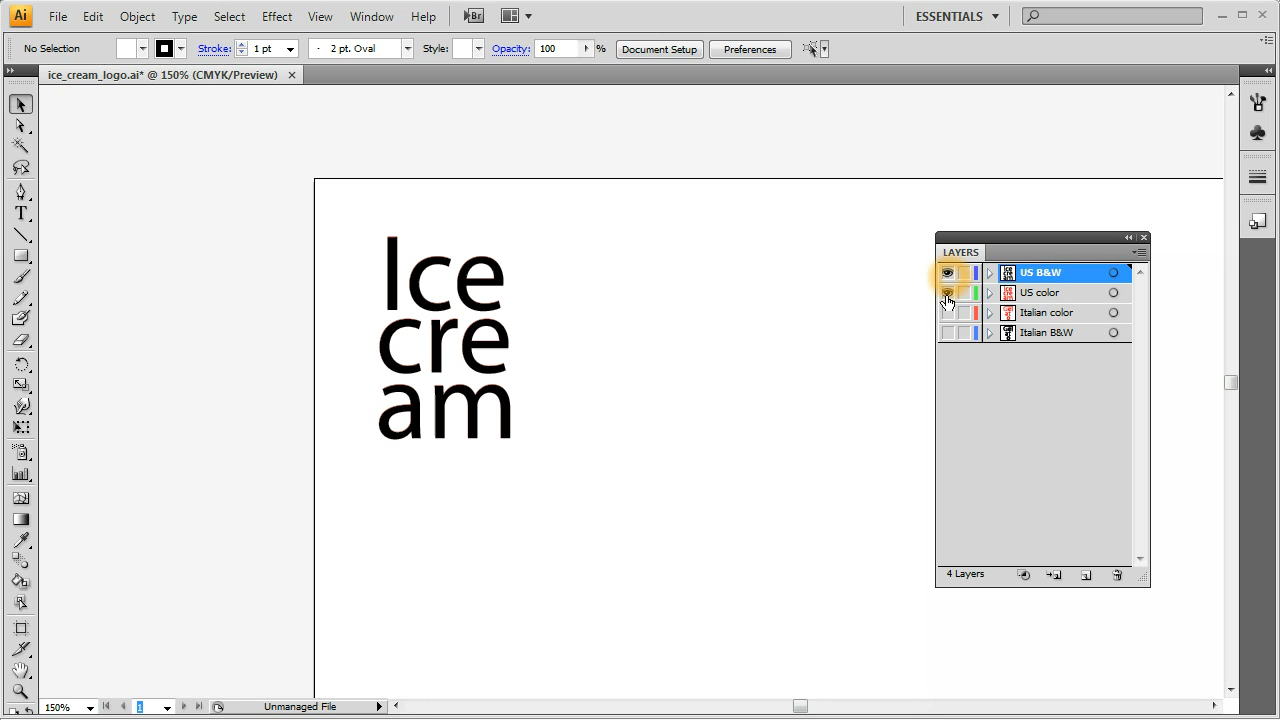 Ai File Edit Object Type Select Effect View Window Help Br ESSENTIALS
No Selection Stroke: 1 pt 2 pt. Oval Style: Opacity: 100 % Document Setup Preferences
ice_cream_logo.ai* @ 150% (CMYK/Preview)
Ice
cre
am
LAYERS
US B&W
US color
Italian color
Italian B&W
4 Layers
150% 1 Unmanaged File